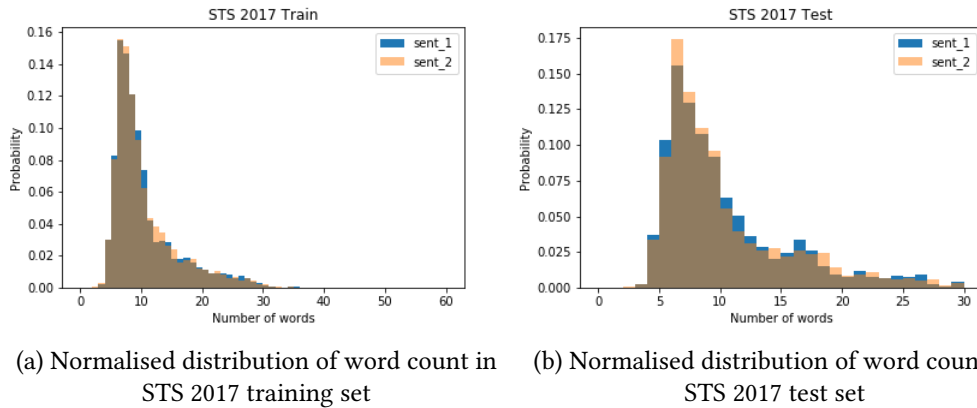 STS 2017 Train
0.16
0.14
0.12
0.10
0.08
0.06
0.04
0.02
0.00
Probability
0 10 20 30 40 50 60
Number of words
sent_1
sent_2
STS 2017 Test
0.175
0.150
0.125
0.100
0.075
0.050
0.025
0.000
Probability
0 5 10 15 20 25 30
Number of words
sent_1
sent_2
(a) Normalised distribution of word count in
STS 2017 training set
(b) Normalised distribution of word coun
STS 2017 test set